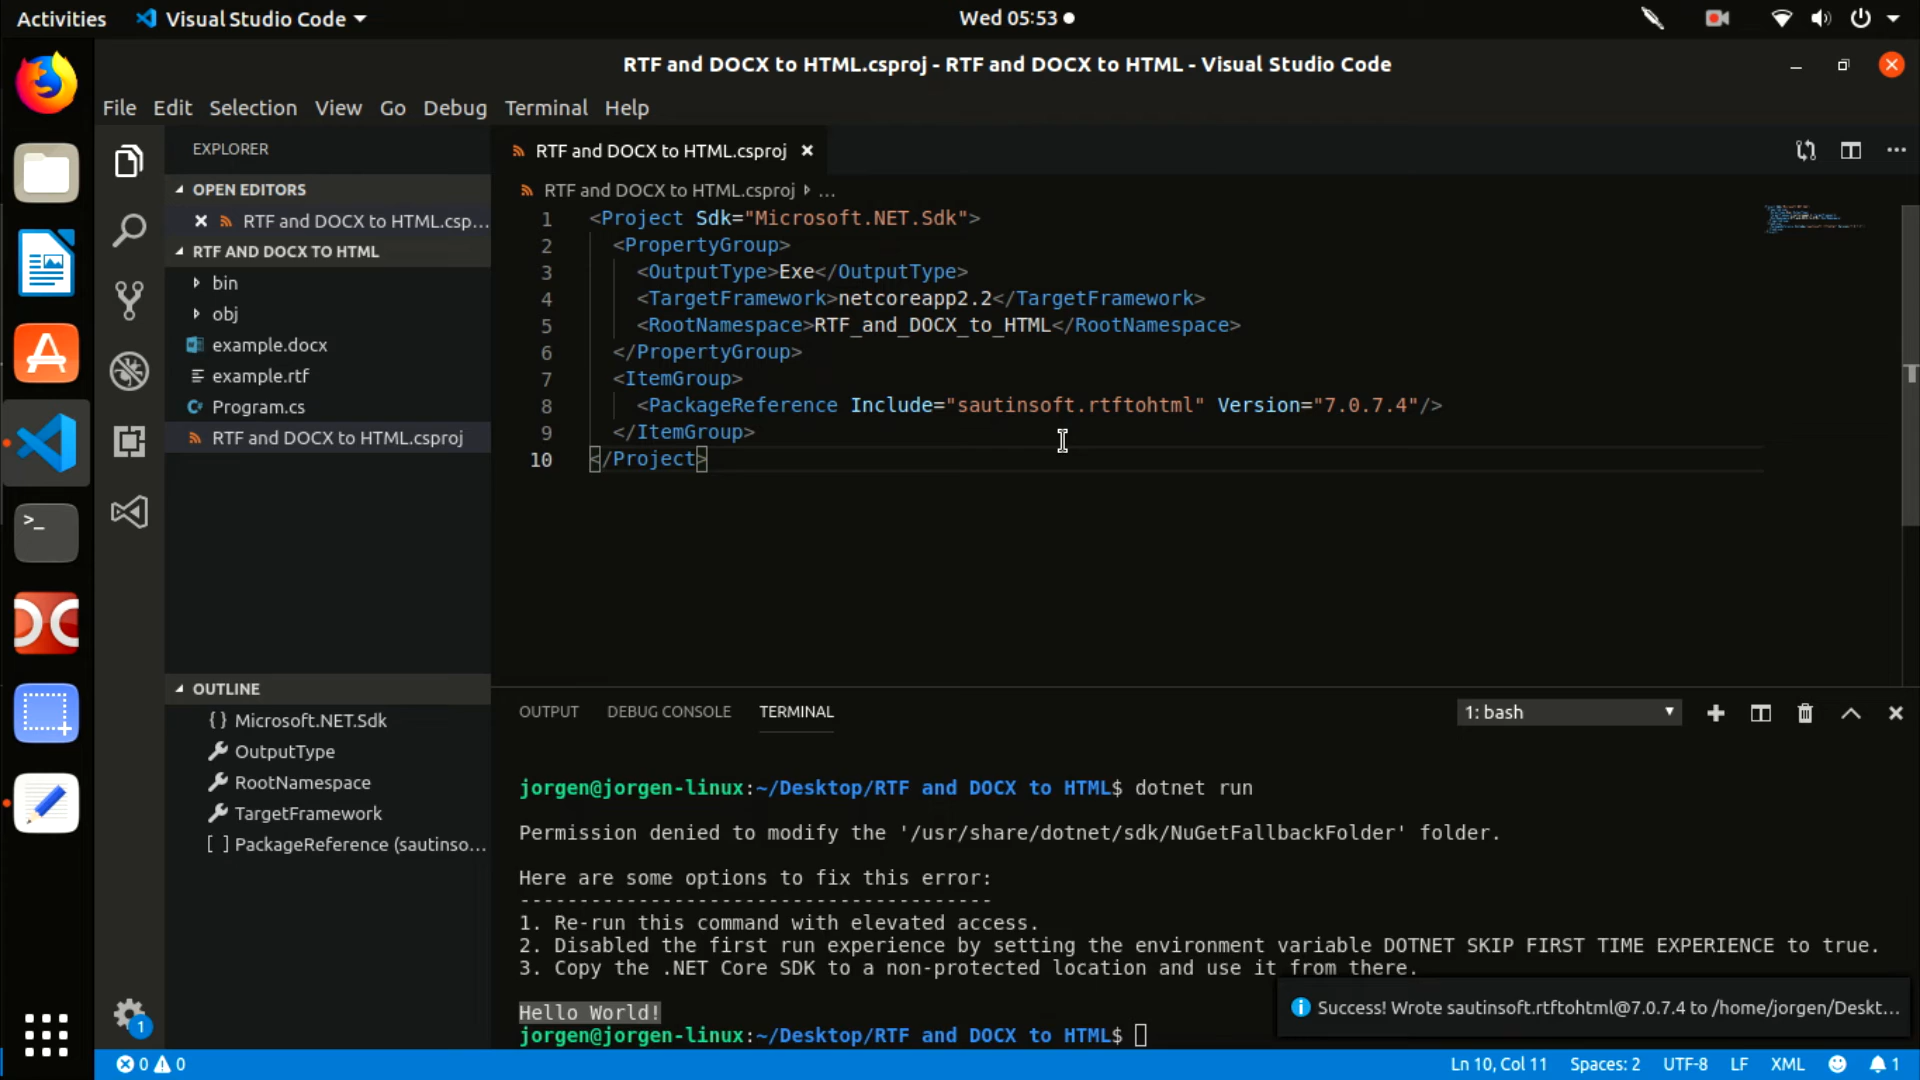 Activities
Visual Studio Code
Wed 05:53
RTF and DOCX to HTML.csproj - RTF and DOCX to HTML - Visual Studio Code
File Edit Selection View Go Debug Terminal Help
EXPLORER
OPEN EDITORS
RTF and DOCX to HTML.csp...
RTF AND DOCX TO HTML
bin
obj
example.docx
example.rtf
Program.cs
RTF and DOCX to HTML.csproj
OUTLINE
{ } Microsoft.NET.Sdk
OutputType
RootNamespace
TargetFramework
[ ] PackageReference (sautinso...
RTF and DOCX to HTML.csproj
RTF and DOCX to HTML.csproj ...
1 <Project Sdk="Microsoft.NET.Sdk">
2 <PropertyGroup>
3 <OutputType>Exe</OutputType>
4 <TargetFramework>netcoreapp2.2</TargetFramework>
5 <RootNamespace>RTF_and_DOCX_to_HTML</RootNamespace>
6 </PropertyGroup>
7 <ItemGroup>
8 <PackageReference Include="sautinsoft.rtftohtml" Version="7.0.7.4"/>
9 </ItemGroup>
10 </Project>
OUTPUT DEBUG CONSOLE TERMINAL
1: bash
jorgen@jorgen-linux:~/Desktop/RTF and DOCX to HTML$ dotnet run
Permission denied to modify the '/usr/share/dotnet/sdk/NuGetFallbackFolder' folder.
Here are some options to fix this error:
----------------------------------------
1. Re-run this command with elevated access.
2. Disabled the first run experience by setting the environment variable DOTNET SKIP FIRST TIME EXPERIENCE to true.
3. Copy the .NET Core SDK to a non-protected location and use it from there.
Hello World!
jorgen@jorgen-linux:~/Desktop/RTF and DOCX to HTML$
Success! Wrote sautinsoft.rtftohtml@7.0.7.4 to /home/jorgen/Deskt...
1
0 0
Ln 10, Col 11 Spaces: 2 UTF-8 LF XML 1